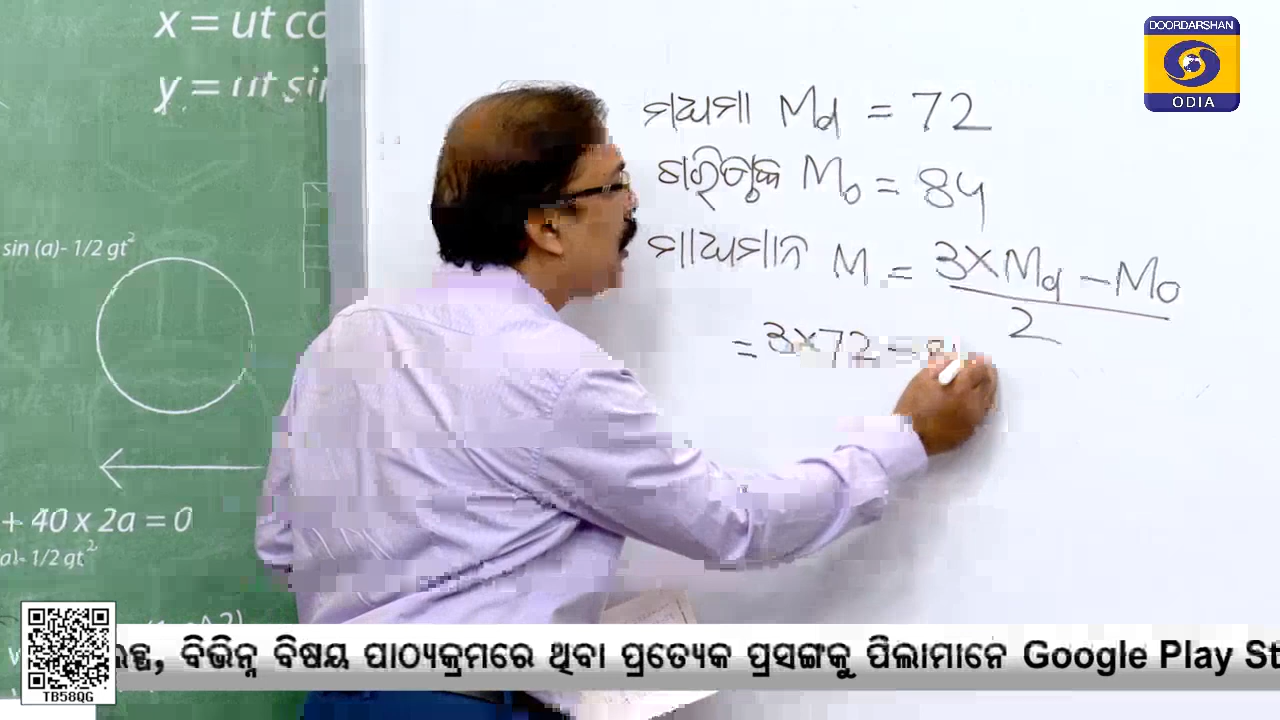 x = ut co
y = ut sin
sin (a)- 1/2 gt²
+ 40 x 2a = 0
a)- 1/2 gt²
DOORDARSHAN
ODIA
ମଧ୍ୟମା Md = 72
ଗରିଷ୍ଠକ Mo = 84
ମାଧ୍ୟମାନ M = 3×Md - Mo
2
= 3×72 - 8
TB58QG
ବିଭିନ୍ନ ବିଷୟ ପାଠ୍ୟକ୍ରମରେ ଥିବା ପ୍ରତ୍ୟେକ ପ୍ରସଙ୍ଗକୁ ପିଲାମାନେ Google Play St